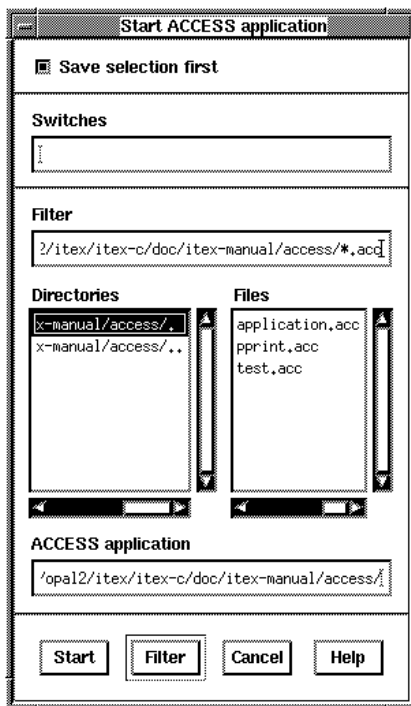 Start ACCESS application
Save selection first
Switches
Filter
2/itex/itex-c/doc/itex-manual/access/*.acc
Directories
x-manual/access/.
x-manual/access/..
Files
application.acc
pprint.acc
test.acc
ACCESS application
/opal2/itex/itex-c/doc/itex-manual/access/
Start
Filter
Cancel
Help